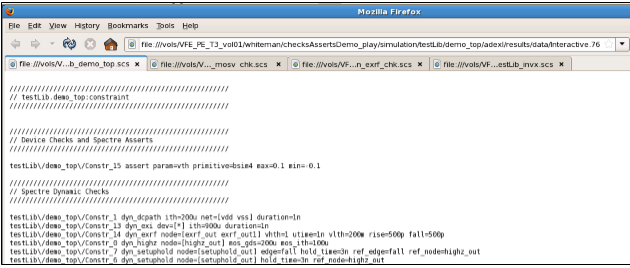 Mozilla Firefox
File Edit View History Bookmarks Tools Help
file:///vols/VFE_PE_T3_vol01/whiteman/checksAssertsDemo_play/simulation/testLib/demo_top/adexl/results/data/Interactive.76
file:///vols/V...b_demo_top.scs file:///vols/V..._mosv_chk.scs file:///vols/VF...n_exrf_chk.scs file:///vols/VF...estLib_invx.scs
////////////////////////////////////////////////////////
// testLib.demo_top:constraint
////////////////////////////////////////////////////////
////////////////////////////////////////////////////////
// Device Checks and Spectre Asserts
////////////////////////////////////////////////////////
testLib\/demo_top\/Constr_15 assert param=vth primitive=bsim4 max=0.1 min=-0.1
////////////////////////////////////////////////////////
// Spectre Dynamic Checks
////////////////////////////////////////////////////////
testLib\/demo_top\/Constr_1 dyn_dcpath ith=200u net=[vdd vss] duration=1n
testLib\/demo_top\/Constr_13 dyn_exi dev=[*] ith=900u duration=1n
testLib\/demo_top\/Constr_14 dyn_exrf node=[exrf_out exrf_out1] vhth=1 utime=1n vlth=200m rise=500p fall=500p
testLib\/demo_top\/Constr_0 dyn_highz node=[highz_out] mos_gds=200u mos_ith=100u
testLib\/demo_top\/Constr_7 dyn_setuphold node=[setuphold_out] edge=fall hold_time=3n ref_edge=fall ref_node=highz_out
testLib\/demo_top\/Constr_6 dyn_setuphold node=[setuphold_out] hold_time=3n ref_node=highz_out